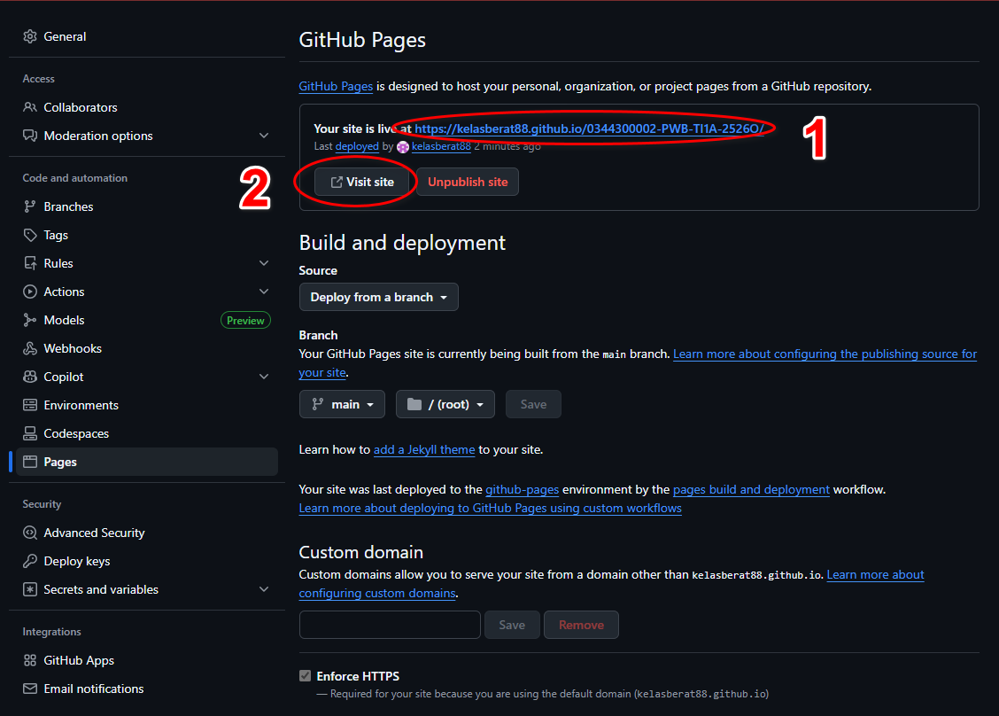 General
Access
Collaborators
Moderation options
Code and automation
Branches
Tags
Rules
Actions
Models Preview
Webhooks
Copilot
Environments
Codespaces
Pages
Security
Advanced Security
Deploy keys
Secrets and variables
Integrations
GitHub Apps
Email notifications
GitHub Pages
GitHub Pages is designed to host your personal, organization, or project pages from a GitHub repository.
Your site is live at https://kelasberat88.github.io/0344300002-PWB-TI1A-2526O/
1
Last deployed by kelasberat88 2 minutes ago
2
Visit site Unpublish site
Build and deployment
Source
Deploy from a branch
Branch
Your GitHub Pages site is currently being built from the main branch. Learn more about configuring the publishing source for
your site.
main / (root) Save
Learn how to add a Jekyll theme to your site.
Your site was last deployed to the github-pages environment by the pages build and deployment workflow.
Learn more about deploying to GitHub Pages using custom workflows
Custom domain
Custom domains allow you to serve your site from a domain other than kelasberat88.github.io. Learn more about
configuring custom domains.
Save Remove
Enforce HTTPS
— Required for your site because you are using the default domain (kelasberat88.github.io)